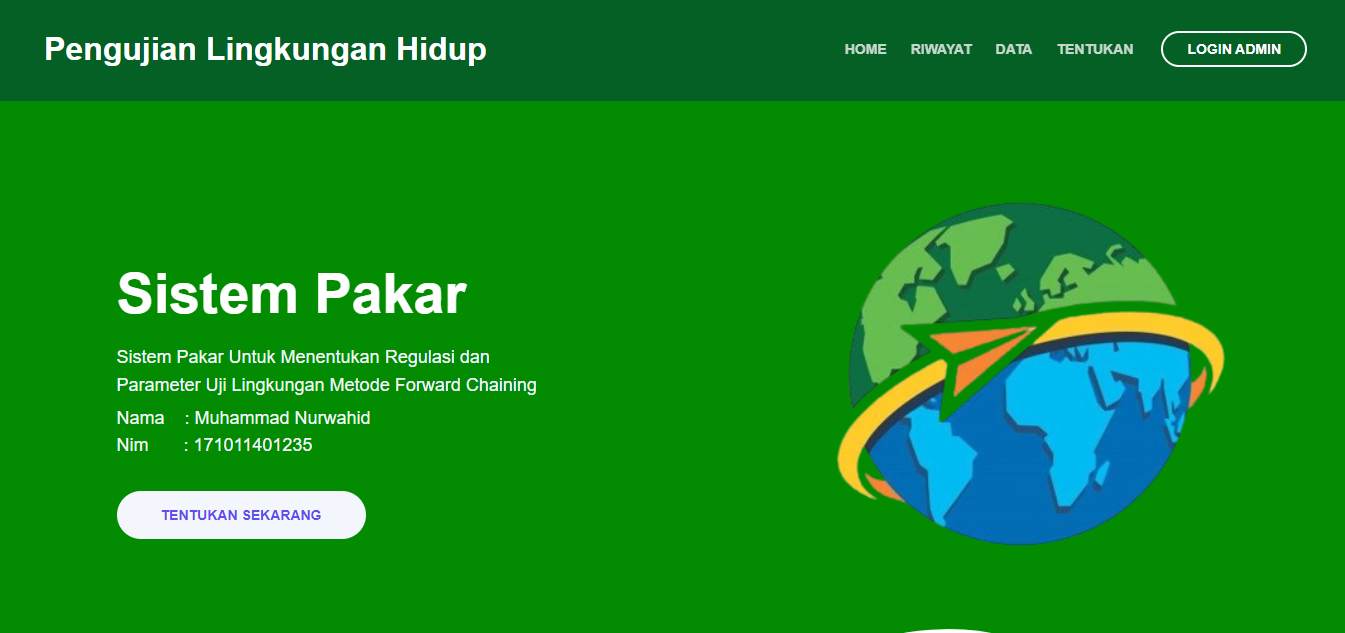 Pengujian Lingkungan Hidup
HOME RIWAYAT DATA TENTUKAN LOGIN ADMIN
Sistem Pakar
Sistem Pakar Untuk Menentukan Regulasi dan
Parameter Uji Lingkungan Metode Forward Chaining
Nama : Muhammad Nurwahid
Nim : 171011401235
TENTUKAN SEKARANG